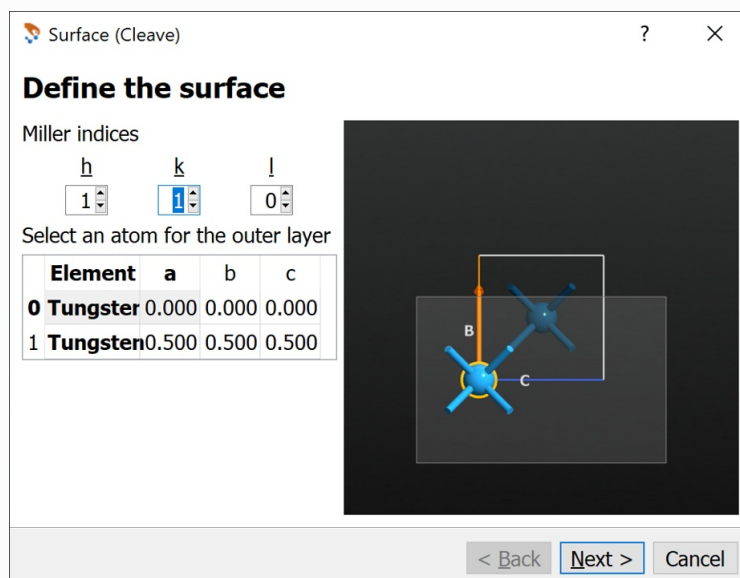 Surface (Cleave) ?
Define the surface
Miller indices
h k l
1 1 0
Select an atom for the outer layer
Element a b c
0 Tungster 0.000 0.000 0.000
1 Tungsten 0.500 0.500 0.500
B
C
< Back Next > Cancel